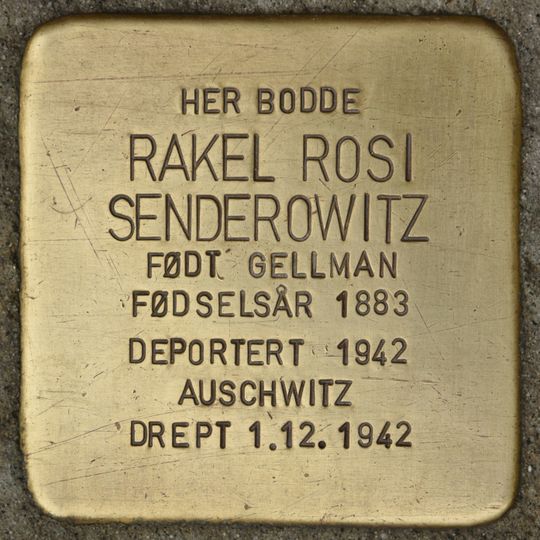 HER BODDE
RAKEL ROSI
SENDEROWITZ
FØDT GELLMAN
FØDSELSÅR 1883
DEPORTERT 1942
AUSCHWITZ
DREPT 1.12.1942